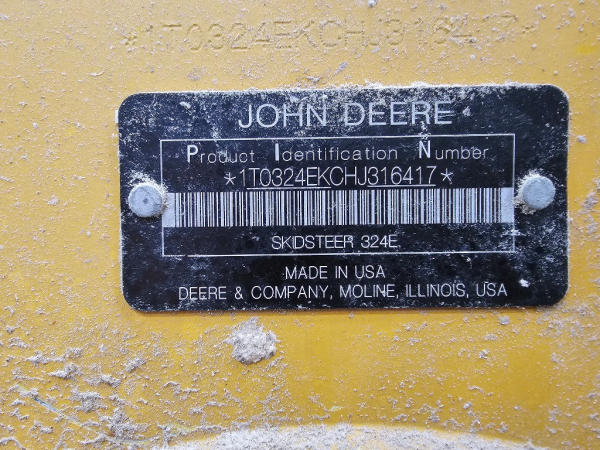 *1T0324EKCHJ316417*
JOHN DEERE
Product Identification Number
*1T0324EKCHJ316417*
SKIDSTEER 324E
MADE IN USA
DEERE & COMPANY, MOLINE, ILLINOIS, USA